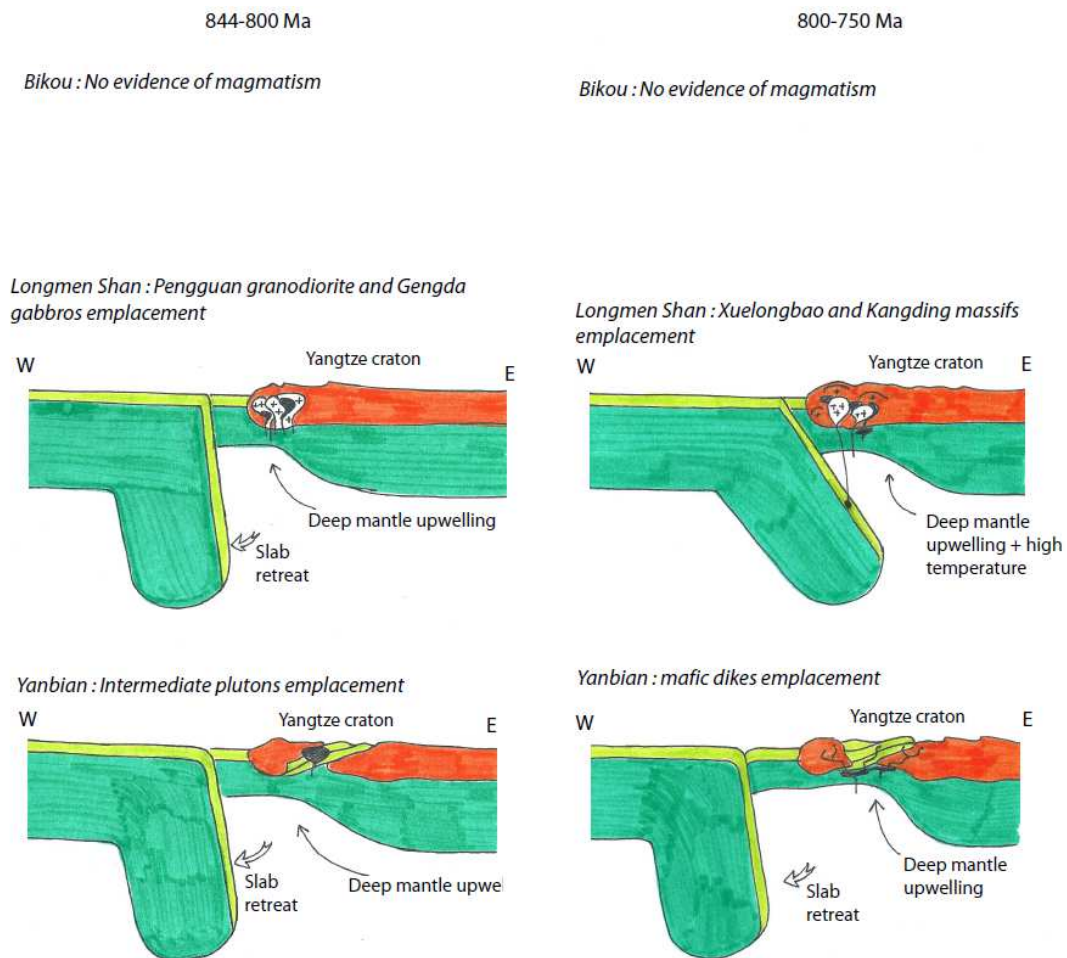 844-800 Ma
Bikou : No evidence of magmatism
Longmen Shan : Pengguan granodiorite and Gengda
gabbros emplacement
Yangtze craton
W
E
Deep mantle upwelling
Slab
retreat
Yanbian : Intermediate plutons emplacement
Yangtze craton
W
E
Slab
retreat
Deep mantle upwel
800-750 Ma
Bikou : No evidence of magmatism
Longmen Shan : Xuelongbao and Kangding massifs
emplacement
Yangtze craton
W
E
Deep mantle
upwelling + high
temperature
Yanbian : mafic dikes emplacement
Yangtze craton
W
E
Deep mantle
upwelling
Slab
retreat